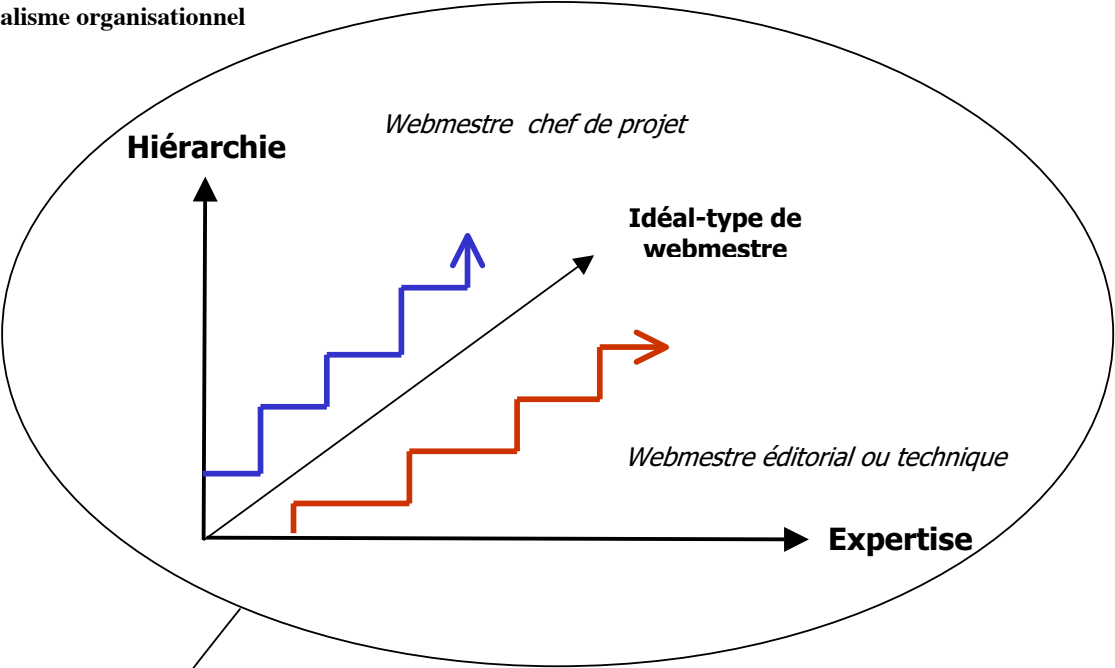 alisme organisationnel
Webmestre chef de projet
Hiérarchie
Idéal-type de
webmestre
Webmestre éditorial ou technique
Expertise